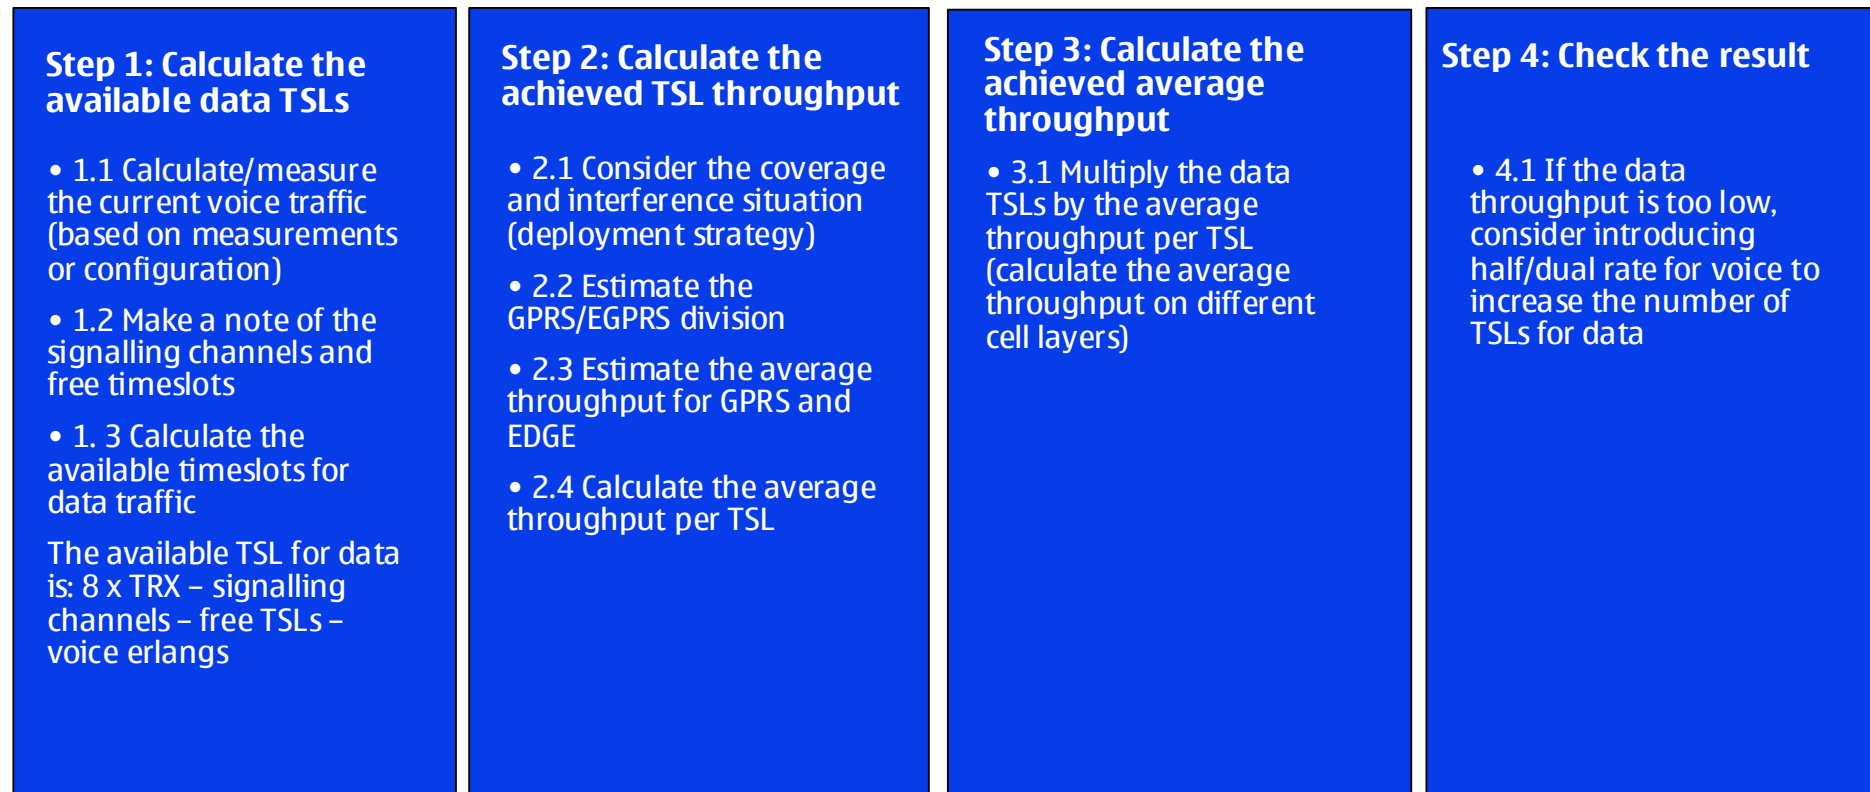 Step 1: Calculate the
available data TSLs
• 1.1 Calculate/measure
the current voice traffic
(based on measurements
or configuration)
• 1.2 Make a note of the
signalling channels and
free timeslots
• 1. 3 Calculate the
available timeslots for
data traffic
The available TSL for data
is: 8 x TRX – signalling
channels – free TSLs –
voice erlangs
Step 2: Calculate the
achieved TSL throughput
• 2.1 Consider the coverage
and interference situation
(deployment strategy)
• 2.2 Estimate the
GPRS/EGPRS division
• 2.3 Estimate the average
throughput for GPRS and
EDGE
• 2.4 Calculate the average
throughput per TSL
Step 3: Calculate the
achieved average
throughput
• 3.1 Multiply the data
TSLs by the average
throughput per TSL
(calculate the average
throughput on different
cell layers)
Step 4: Check the result
• 4.1 If the data
throughput is too low,
consider introducing
half/dual rate for voice to
increase the number of
TSLs for data